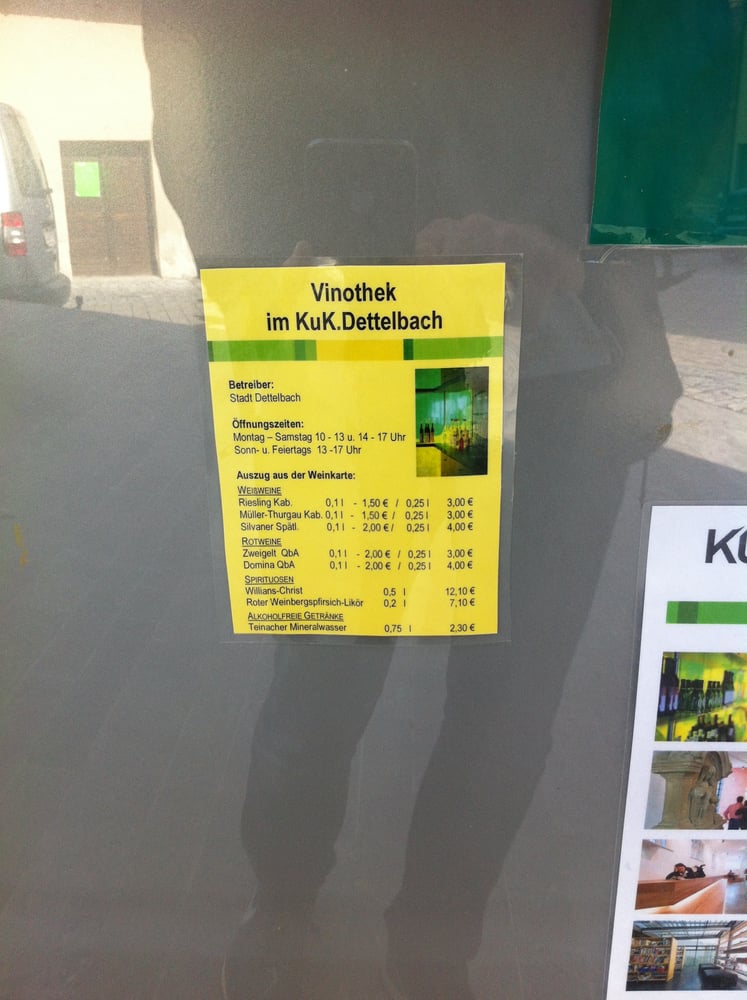 Vinothek
im KuK.Dettelbach
Betreiber:
Stadt Dettelbach
Öffnungszeiten:
Montag – Samstag 10 - 13 u. 14 - 17 Uhr
Sonn- u. Feiertags 13 -17 Uhr
Auszug aus der Weinkarte:
WEIßWEINE
Riesling Kab. 0,1 l - 1,50 € / 0,25 l 3,00 €
Müller-Thurgau Kab. 0,1 l - 1,50 € / 0,25 l 3,00 €
Silvaner Spätl. 0,1 l - 2,00 € / 0,25 l 4,00 €
ROTWEINE
Zweigelt QbA 0,1 l - 2,00 € / 0,25 l 3,00 €
Domina QbA 0,1 l - 2,00 € / 0,25 l 4,00 €
SPIRITUOSEN
Willians-Christ 0,5 l 12,10 €
Roter Weinbergspfirsich-Likör 0,2 l 7,10 €
ALKOHOLFREIE GETRÄNKE
Teinacher Mineralwasser 0,75 l 2,30 €